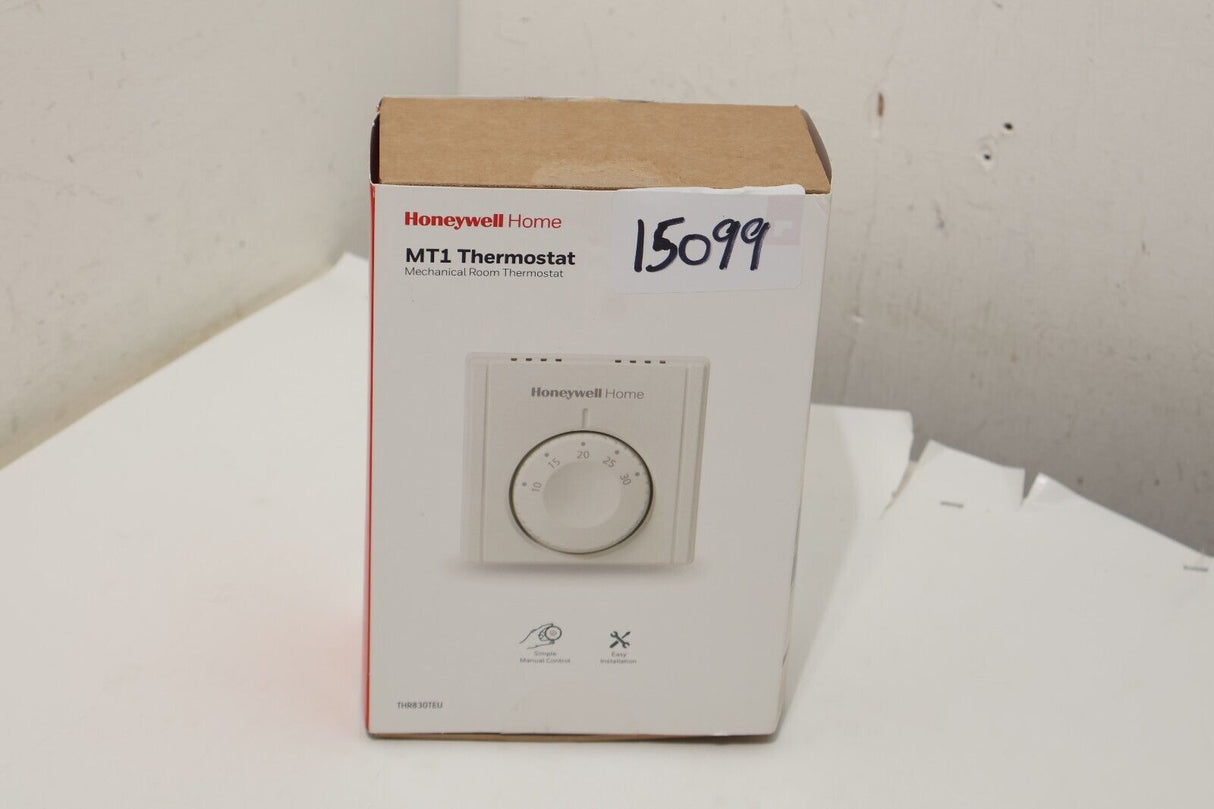 Honeywell Home
15099
MT1 Thermostat
Mechanical Room Thermostat
Honeywell Home
10 15 20 25 30
Simple
Manual Control
Easy
Installation
THR830TEU